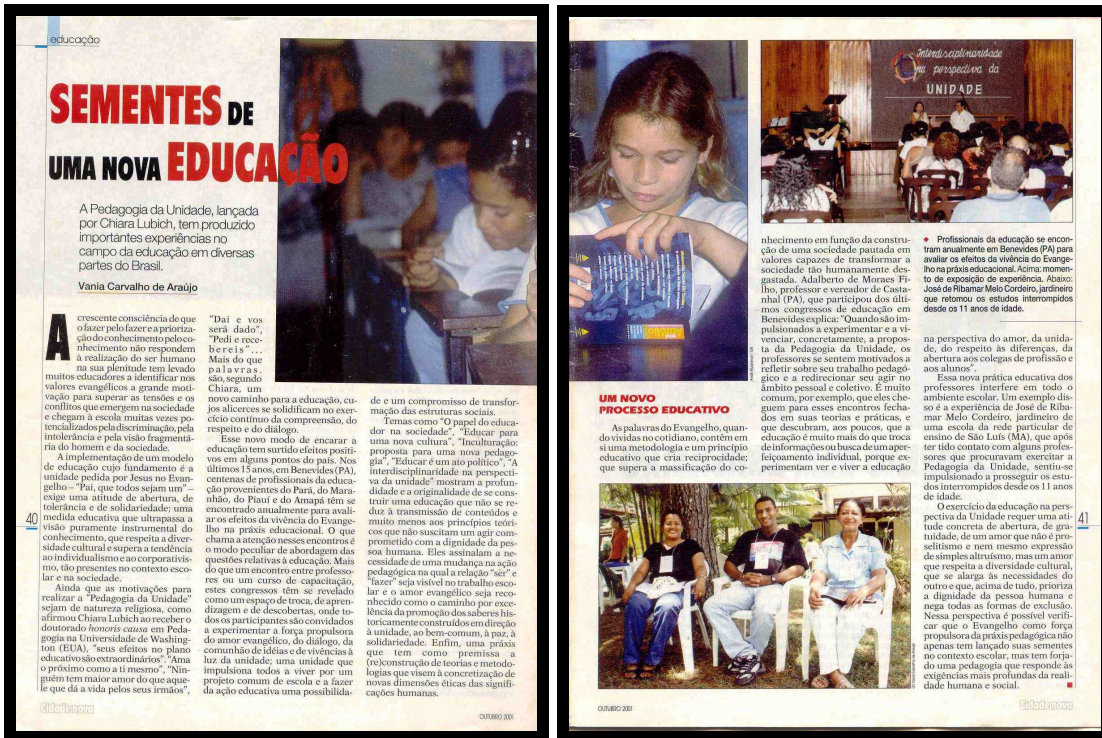 educação
SEMENTES DE
UMA NOVA EDUCAÇÃO
A Pedagogia da Unidade, lançada
por Chiara Lubich, tem produzido
importantes experiências no
campo da educação em diversas
partes do Brasil.
Vania Carvalho de Araújo
A crescente consciência de que
o fazer pelo fazer e a prioriza-
ção do conhecimento pelo co-
nhecimento não respondem
à realização do ser humano
na sua plenitude tem levado
muitos educadores a identificar nos
valores evangélicos a grande moti-
vação para superar as tensões e os
conflitos que emergem na sociedade
e chegam à escola muitas vezes po-
tencializados pela discriminação, pela
intolerância e pela visão fragmentá-
ria do homem e da sociedade.
A implementação de um modelo
de educação cujo fundamento é a
unidade pedida por Jesus no Evan-
gelho – "Pai, que todos sejam um" –
exige uma atitude de abertura, de
tolerância e de solidariedade; uma
medida educativa que ultrapassa a
visão puramente instrumental do
conhecimento, que respeita a diver-
sidade cultural e supera a tendência
ao individualismo e ao corporativis-
mo, tão presentes no contexto esco-
lar e na sociedade.
Ainda que as motivações para
realizar a "Pedagogia da Unidade"
sejam de natureza religiosa, como
afirmou Chiara Lubich ao receber o
doutorado honoris causa em Peda-
gogia na Universidade de Washing-
ton (EUA), "seus efeitos no plano
educativo são extraordinários". "Ama
o próximo como a ti mesmo", "Nin-
guém tem maior amor do que aque-
le que dá a vida pelos seus irmãos",
"Dai e vos
será dado",
"Pedi e rece-
bereis"...
Mais do que
palavras,
são, segundo
Chiara, um
novo caminho para a educação, cu-
jos alicerces se solidificam no exer-
cício contínuo da compreensão, do
respeito e do diálogo.
Esse novo modo de encarar a
educação tem surtido efeitos positi-
vos em alguns pontos do país. Nos
últimos 15 anos, em Benevides (PA),
centenas de profissionais da educa-
ção provenientes do Pará, do Mara-
nhão, do Piauí e do Amapá têm se
encontrado anualmente para avali-
ar os efeitos da vivência do Evange-
lho na práxis educacional. O que
chama a atenção nesses encontros é
o modo peculiar de abordagem das
questões relativas à educação. Mais
do que um encontro entre professo-
res ou um curso de capacitação,
estes congressos têm se revelado
como um espaço de troca, de apren-
dizagem e de descobertas, onde to-
dos os participantes são convidados
a experimentar a força propulsora
do amor evangélico, do diálogo, da
comunhão de idéias e de vivências à
luz da unidade; uma unidade que
impulsiona todos a viver por um
projeto comum de escola e a fazer
da ação educativa uma possibilida-
de e um compromisso de transfor-
mação das estruturas sociais.
Temas como "O papel do educa-
dor na sociedade", "Educar para
uma nova cultura", "Inculturação:
proposta para uma nova pedago-
gia", "Educar é um ato político", "A
interdisciplinaridade na perspecti-
va da unidade" mostram a profun-
didade e a originalidade de se cons-
truir uma educação que não se re-
duz à transmissão de conteúdos e
muito menos aos princípios teóri-
cos que não suscitam um agir com-
prometido com a dignidade da pes-
soa humana. Eles assinalam a ne-
cessidade de uma mudança na ação
pedagógica na qual a relação "ser" e
"fazer" seja visível no trabalho esco-
lar e o amor evangélico seja reco-
nhecido como o caminho por exce-
lência da promoção dos saberes his-
toricamente construídos em direção
à unidade, ao bem-comum, à paz, à
solidariedade. Enfim, uma práxis
que tem como premissa a
(re)construção de teorias e metodo-
logias que visem à concretização de
novas dimensões éticas das signifi-
cações humanas.
40
Cidade nova
OUTUBRO 2001
Interdisciplinaridade
na perspectiva da
UNIDADE
UM NOVO
PROCESSO EDUCATIVO
As palavras do Evangelho, quan-
do vividas no cotidiano, contêm em
si uma metodologia e um princípio
educativo que cria reciprocidade;
que supera a massificação do co-
nhecimento em função da constru-
ção de uma sociedade pautada em
valores capazes de transformar a
sociedade tão humanamente des-
gastada. Adalberto de Moraes Fi-
lho, professor e vereador de Casta-
nhal (PA), que participou dos últi-
mos congressos de educação em
Benevides explica: "Quando são im-
pulsionados a experimentar e a vi-
venciar, concretamente, a propos-
ta da Pedagogia da Unidade, os
professores se sentem motivados a
refletir sobre seu trabalho pedagó-
gico e a redirecionar seu agir no
âmbito pessoal e coletivo. É muito
comum, por exemplo, que eles che-
guem para esses encontros fecha-
dos em suas teorias e práticas, e
que descubram, aos poucos, que a
educação é muito mais do que troca
de informações ou busca de um aper-
feiçoamento individual, porque ex-
perimentam ver e viver a educação
Profissionais da educação se encon-
tram anualmente em Benevides (PA) para
avaliar os efeitos da vivência do Evange-
lho na práxis educacional. Acima: momen-
to de exposição de experiência. Abaixo:
José de Ribamar Melo Cordeiro, jardineiro
que retomou os estudos interrompidos
desde os 11 anos de idade.
na perspectiva do amor, da unida-
de, do respeito às diferenças, da
abertura aos colegas de profissão e
aos alunos".
Essa nova prática educativa dos
professores interfere em todo o
ambiente escolar. Um exemplo dis-
so é a experiência de José de Riba-
mar Melo Cordeiro, jardineiro de
uma escola da rede particular de
ensino de São Luís (MA), que após
ter tido contato com alguns profes-
sores que procuravam exercitar a
Pedagogia da Unidade, sentiu-se
impulsionado a prosseguir os estu-
dos interrompidos desde os 11 anos
de idade.
O exercício da educação na pers-
pectiva da Unidade requer uma ati-
tude concreta de abertura, de gra-
tuidade, de um amor que não é pro-
selitismo e nem mesmo expressão
de simples altruísmo, mas um amor
que respeita a diversidade cultural,
que se alarga às necessidades do
outro e que, acima de tudo, prioriza
a dignidade da pessoa humana e
nega todas as formas de exclusão.
Nessa perspectiva é possível verifi-
car que o Evangelho como força
propulsora da práxis pedagógica não
apenas tem lançado suas sementes
no contexto escolar, mas tem forja-
do uma pedagogia que responde às
exigências mais profundas da reali-
dade humana e social.
41
OUTUBRO 2001
Cidade nova